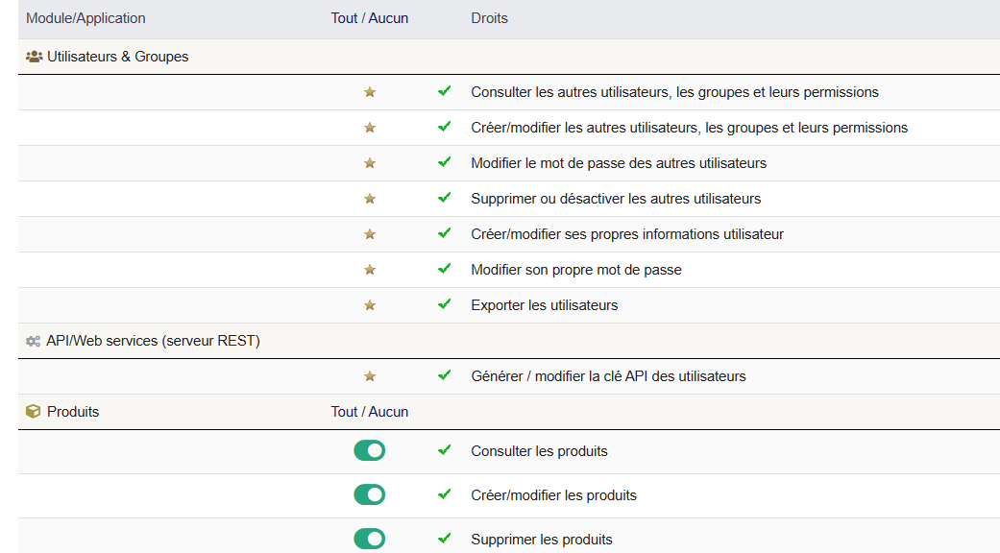 Module/Application Tout / Aucun Droits
Utilisateurs & Groupes
Consulter les autres utilisateurs, les groupes et leurs permissions
Créer/modifier les autres utilisateurs, les groupes et leurs permissions
Modifier le mot de passe des autres utilisateurs
Supprimer ou désactiver les autres utilisateurs
Créer/modifier ses propres informations utilisateur
Modifier son propre mot de passe
Exporter les utilisateurs
API/Web services (serveur REST)
Générer / modifier la clé API des utilisateurs
Produits Tout / Aucun
Consulter les produits
Créer/modifier les produits
Supprimer les produits